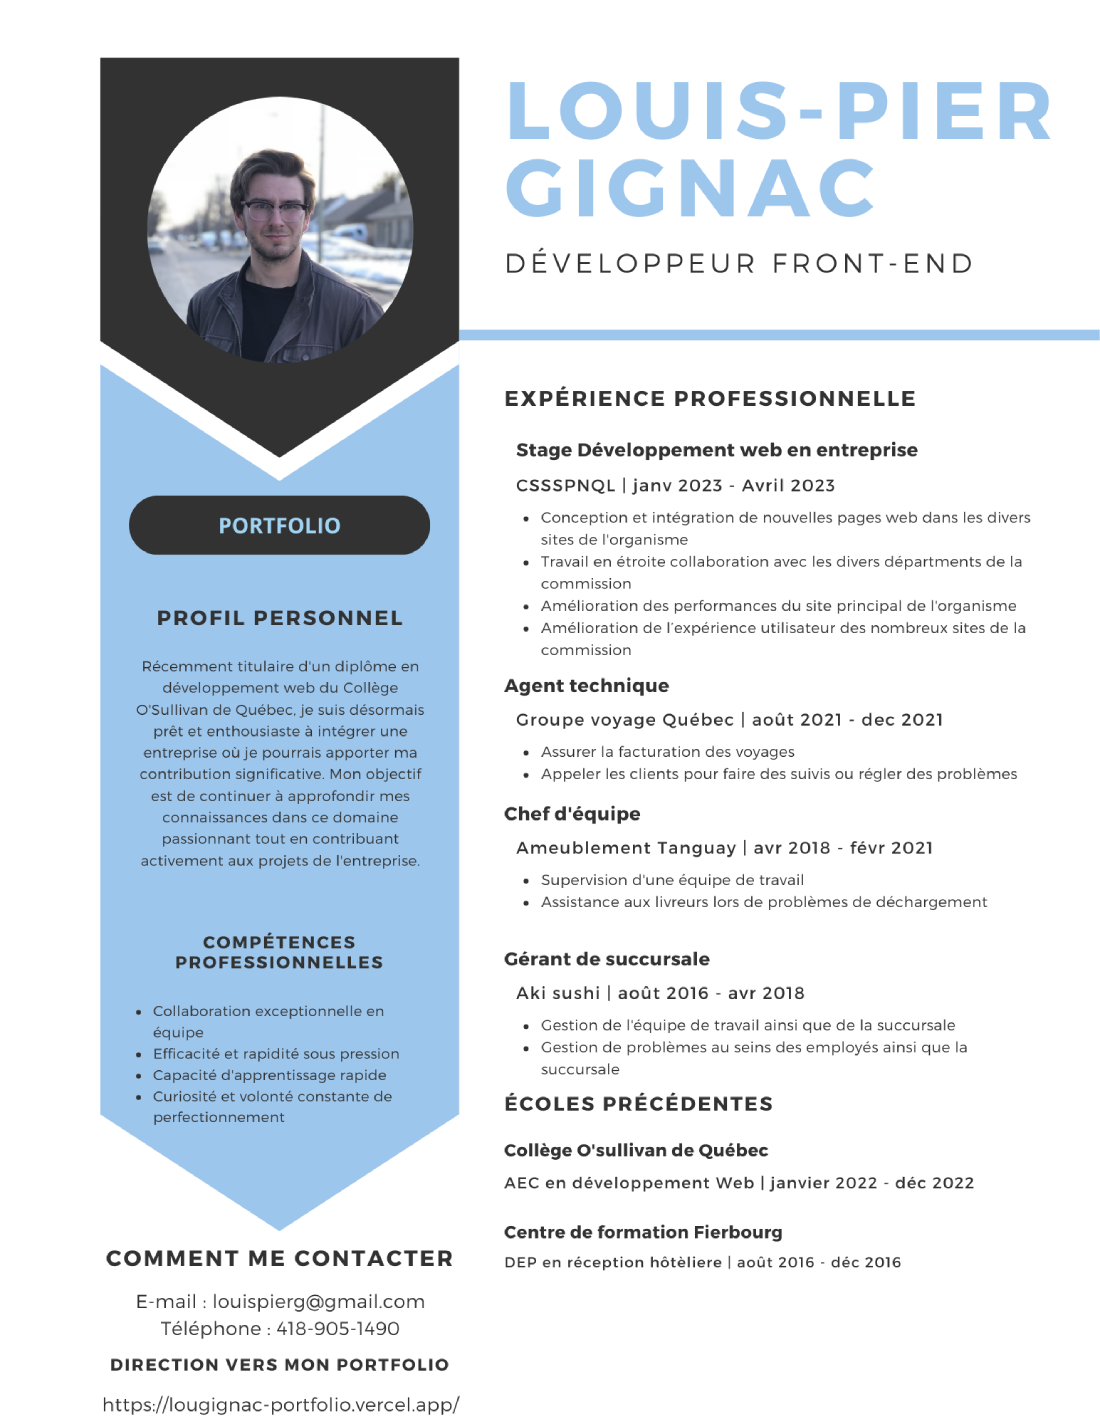 LOUIS-PIER
GIGNAC
DÉVELOPPEUR FRONT-END
PORTFOLIO
PROFIL PERSONNEL
Récemment titulaire d'un diplôme en
développement web du Collège
O'Sullivan de Québec, je suis désormais
prêt et enthousiaste à intégrer une
entreprise où je pourrais apporter ma
contribution significative. Mon objectif
est de continuer à approfondir mes
connaissances dans ce domaine
passionnant tout en contribuant
activement aux projets de l'entreprise.
COMPÉTENCES
PROFESSIONNELLES
• Collaboration exceptionnelle en
équipe
• Efficacité et rapidité sous pression
• Capacité d'apprentissage rapide
• Curiosité et volonté constante de
perfectionnement
COMMENT ME CONTACTER
E-mail : louispierg@gmail.com
Téléphone : 418-905-1490
DIRECTION VERS MON PORTFOLIO
https://lougignac-portfolio.vercel.app/
EXPÉRIENCE PROFESSIONNELLE
Stage Développement web en entreprise
CSSSPNQL | janv 2023 - Avril 2023
• Conception et intégration de nouvelles pages web dans les divers
sites de l'organisme
• Travail en étroite collaboration avec les divers départments de la
commission
• Amélioration des performances du site principal de l'organisme
• Amélioration de l’expérience utilisateur des nombreux sites de la
commission
Agent technique
Groupe voyage Québec | août 2021 - dec 2021
• Assurer la facturation des voyages
• Appeler les clients pour faire des suivis ou régler des problèmes
Chef d'équipe
Ameublement Tanguay | avr 2018 - févr 2021
• Supervision d'une équipe de travail
• Assistance aux livreurs lors de problèmes de déchargement
Gérant de succursale
Aki sushi | août 2016 - avr 2018
• Gestion de l'équipe de travail ainsi que de la succursale
• Gestion de problèmes au seins des employés ainsi que la
succursale
ÉCOLES PRÉCÉDENTES
Collège O'sullivan de Québec
AEC en développement Web | janvier 2022 - déc 2022
Centre de formation Fierbourg
DEP en réception hôtèliere | août 2016 - déc 2016